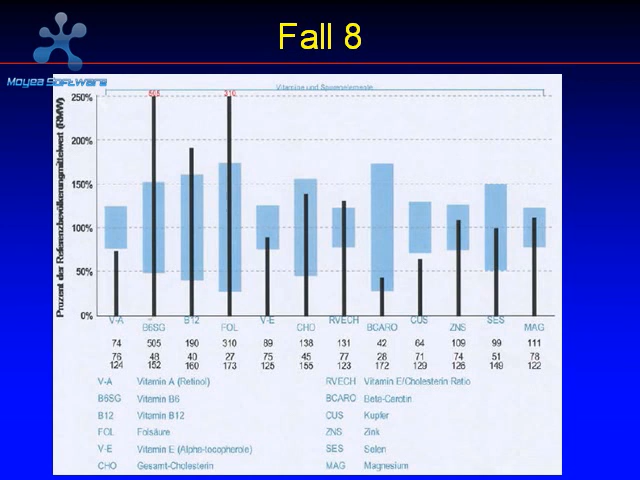 Fall 8
Moyea Software
Vitamine und Spurenelemente
505 310
Prozent der Referenzbevölkerungmittelwert (RMW)
250%
200%
150%
100%
50%
0%
V-A B6SG B12 FOL V-E CHO RVECH BCARO CUS ZNS SES MAG
74 505 190 310 89 138 131 42 64 109 99 111
76 48 40 27 75 45 77 28 71 74 51 78
124 152 160 173 125 155 123 172 129 126 149 122
V-A Vitamin A (Retinol) RVECH Vitamin E/Cholesterin Ratio
B6SG Vitamin B6 BCARO Beta-Carotin
B12 Vitamin B12 CUS Kupfer
FOL Folsäure ZNS Zink
V-E Vitamin E (Alpha-tocopherole) SES Selen
CHO Gesamt-Cholesterin MAG Magnesium